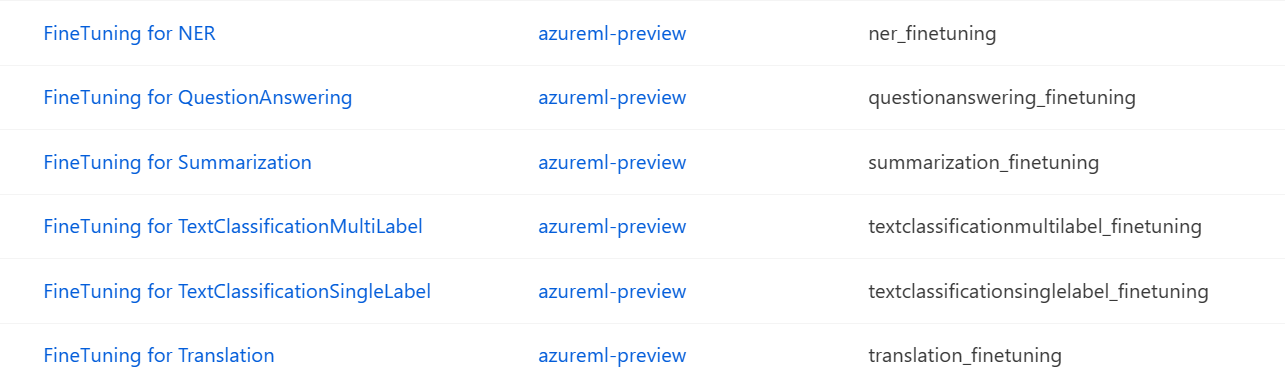 FineTuning for NER azureml-preview ner_finetuning
FineTuning for QuestionAnswering azureml-preview questionanswering_finetuning
FineTuning for Summarization azureml-preview summarization_finetuning
FineTuning for TextClassificationMultiLabel azureml-preview textclassificationmultilabel_finetuning
FineTuning for TextClassificationSingleLabel azureml-preview textclassificationsinglelabel_finetuning
FineTuning for Translation azureml-preview translation_finetuning